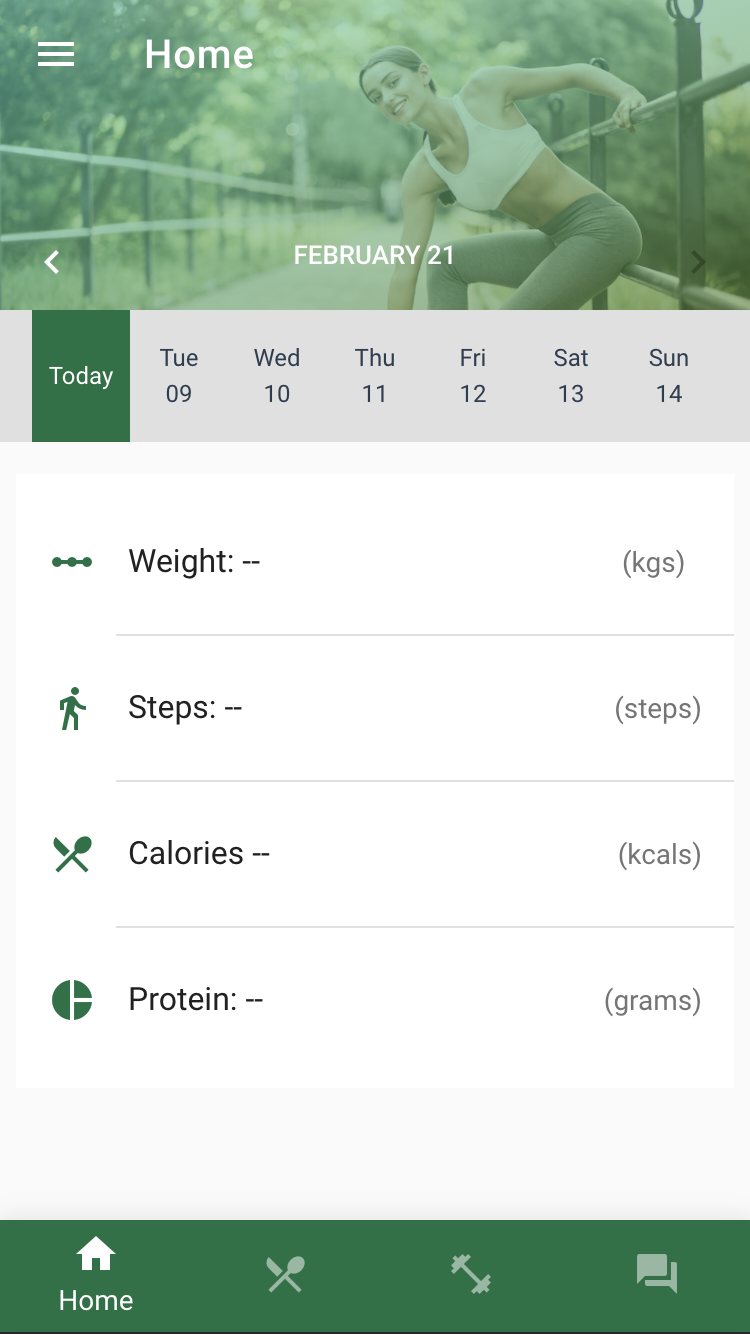 Home
FEBRUARY 21
Today
Tue
09
Wed
10
Thu
11
Fri
12
Sat
13
Sun
14
Weight: --
(kgs)
Steps: --
(steps)
Calories --
(kcals)
Protein: --
(grams)
Home